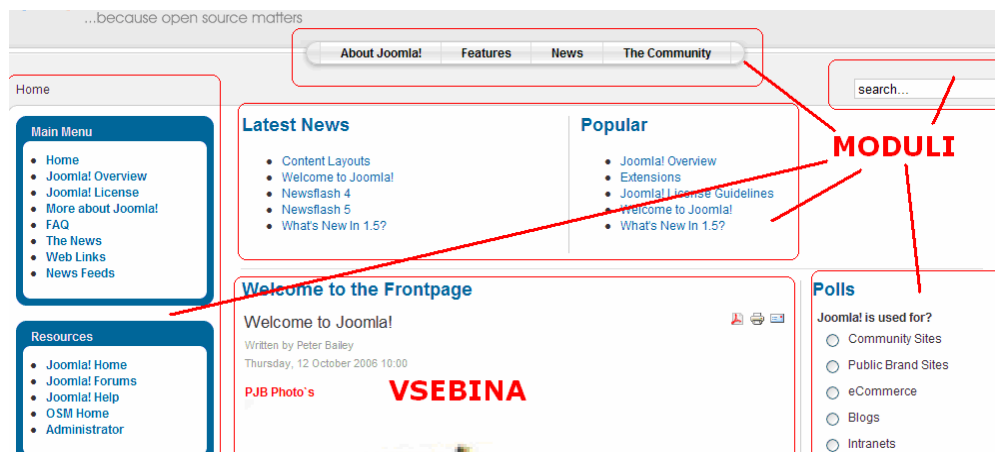 ...because open source matters
About Joomla! Features News The Community
Home
search...
Main Menu
Home
Joomla! Overview
Joomla! License
More about Joomla!
FAQ
The News
Web Links
News Feeds
Resources
Joomla! Home
Joomla! Forums
Joomla! Help
OSM Home
Administrator
Latest News
Content Layouts
Welcome to Joomla!
Newsflash 4
Newsflash 5
What's New In 1.5?
Popular
Joomla! Overview
Extensions
Joomla! License Guidelines
Welcome to Joomla!
What's New In 1.5?
MODULI
Welcome to the Frontpage
Welcome to Joomla!
Written by Peter Bailey
Thursday, 12 October 2006 10:00
PJB Photo`s
VSEBINA
Polls
Joomla! is used for?
Community Sites
Public Brand Sites
eCommerce
Blogs
Intranets